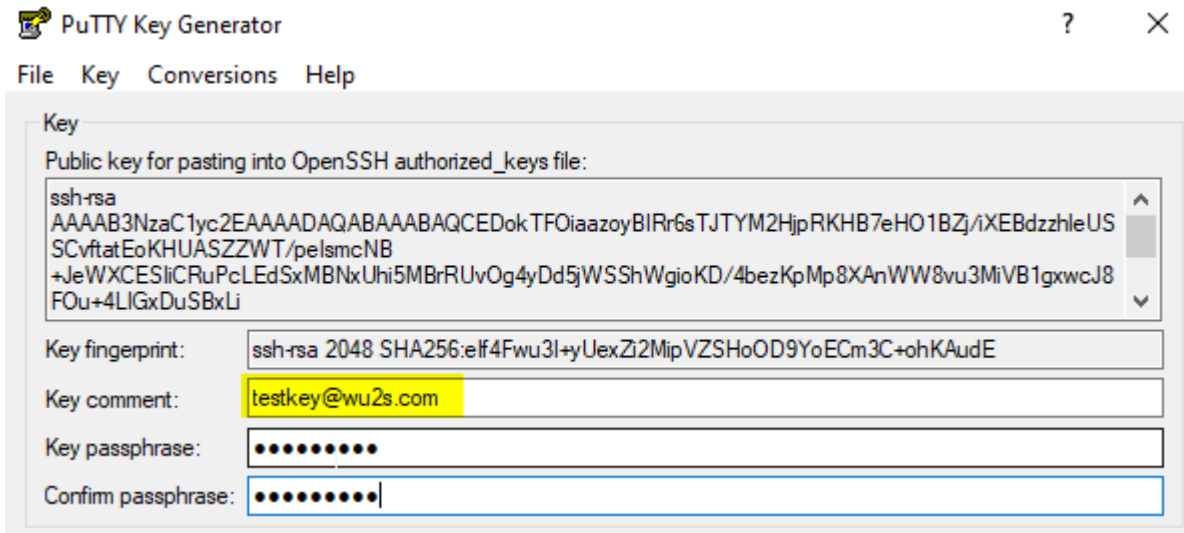 PuTTY Key Generator
File Key Conversions Help
Key
Public key for pasting into OpenSSH authorized_keys file:
ssh-rsa
AAAAB3NzaC1yc2EAAAADAQABAAABAQCEDokTFOiaazoyBIRr6sTJTYM2HjpRKHB7eHO1BZj/iXEBdzzhleUS
SCvftatEoKHUASZZWT/pelsmcNB
+JeWXCESliCRuPcLEdSxMBNxUhi5MBrRUvOg4yDd5jWSShWgioKD/4bezKpMp8XAnWW8vu3MiVB1gxwcJ8
FOu+4LlGxDuSBxLi
Key fingerprint: ssh-rsa 2048 SHA256:elf4Fwu3l+yUexZi2MipVZSHoOD9YoECm3C+ohKAudE
Key comment: testkey@wu2s.com
Key passphrase: ●●●●●●●●●
Confirm passphrase: ●●●●●●●●●